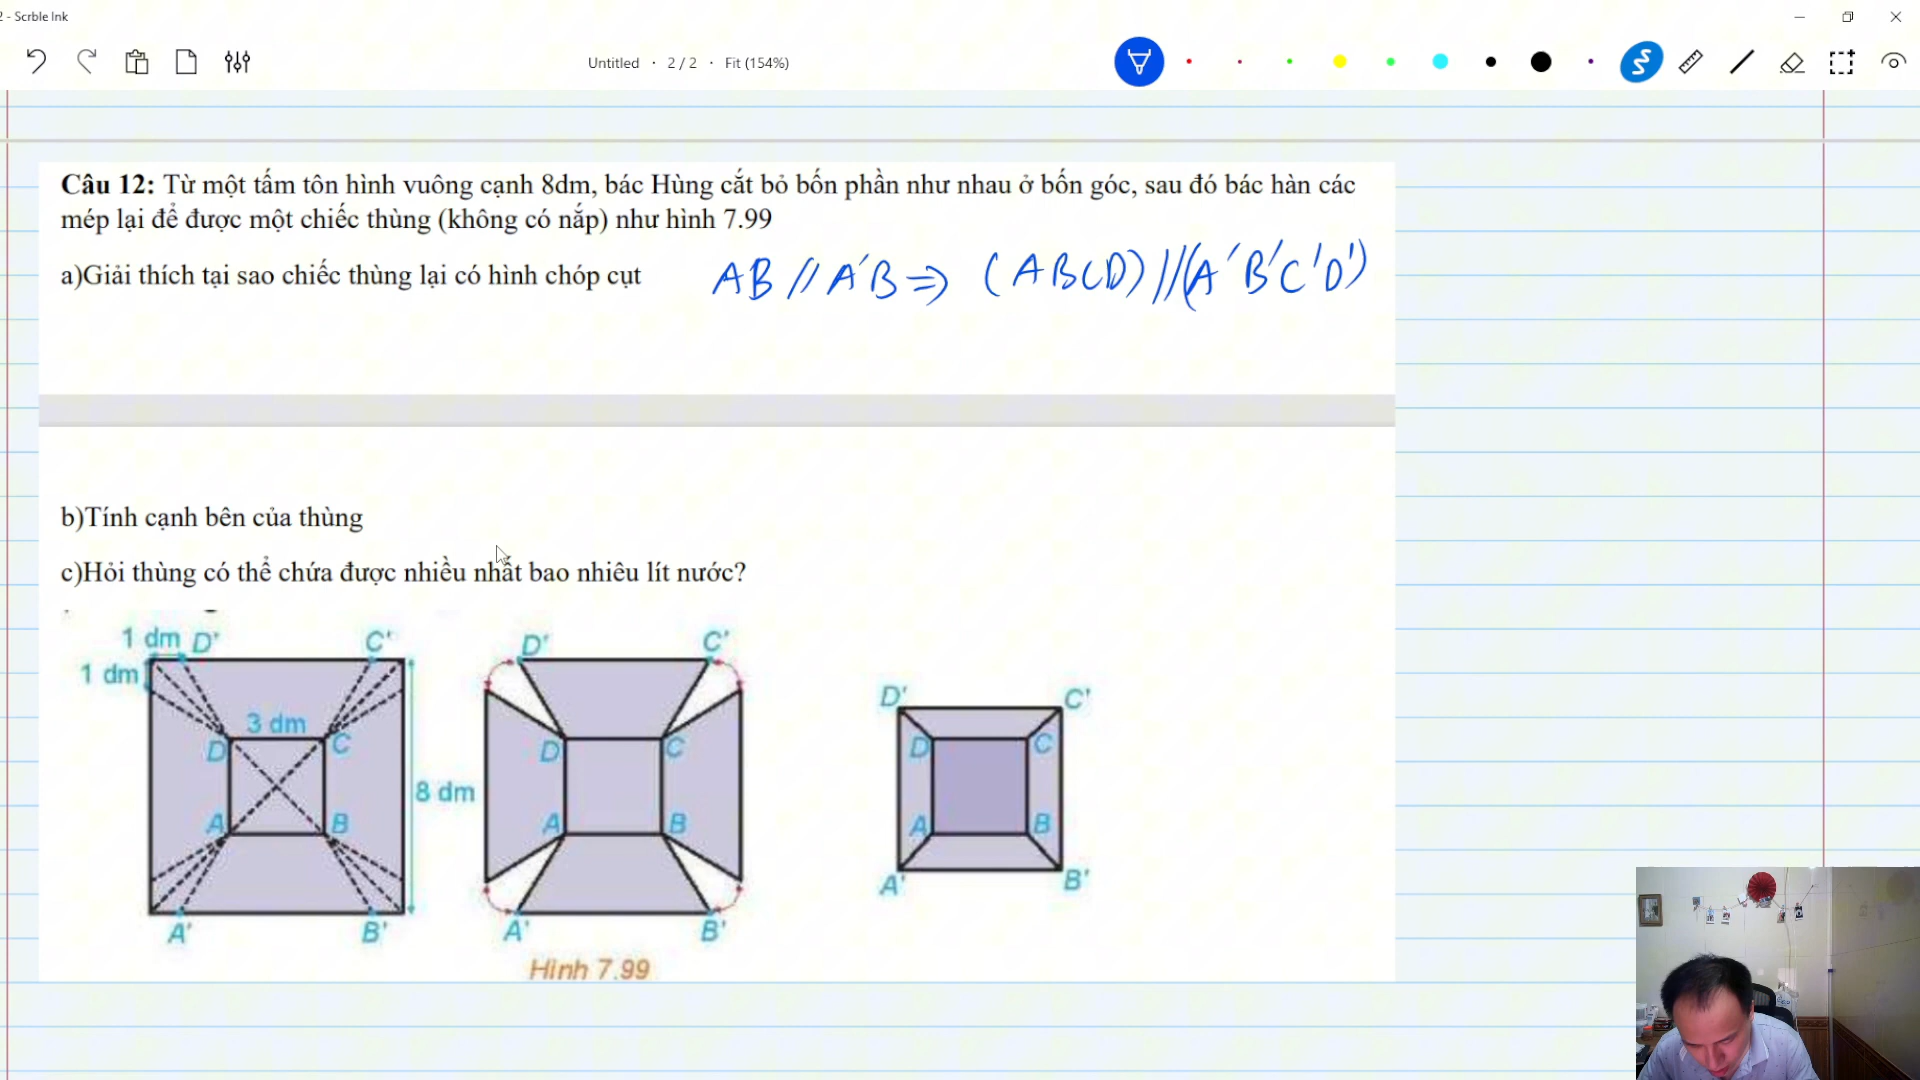 2 - Scrble Ink
Untitled · 2 / 2 · Fit (154%)
Câu 12: Từ một tấm tôn hình vuông cạnh 8dm, bác Hùng cắt bỏ bốn phần như nhau ở bốn góc, sau đó bác hàn các
mép lại để được một chiếc thùng (không có nắp) như hình 7.99
a)Giải thích tại sao chiếc thùng lại có hình chóp cụt
AB // A'B => (ABCD) // (A'B'C'D')
b)Tính cạnh bên của thùng
c)Hỏi thùng có thể chứa được nhiều nhất bao nhiêu lít nước?
1 dm D' C'
1 dm
3 dm
D C
8 dm
A B
A' B'
D' C'
D C
A B
A' B'
D' C'
D C
A B
A' B'
Hình 7.99